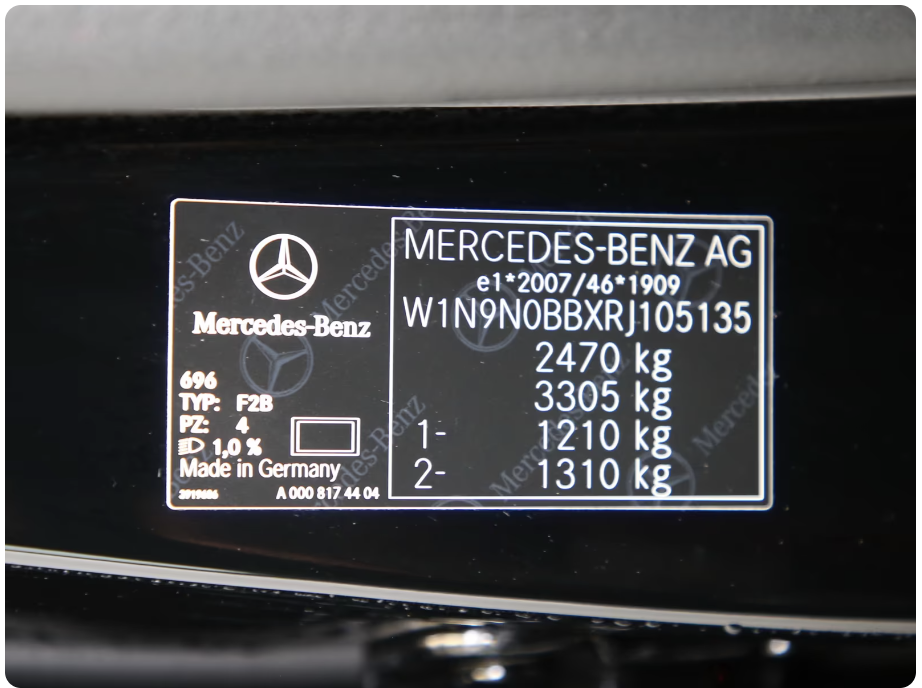 Mercedes-Benz
696
TYP: F2B
PZ: 4
1,0 %
Made in Germany
A 000 817 44 04
MERCEDES-BENZ AG
e1*2007/46*1909
W1N9N0BBXRJ105135
2470 kg
3305 kg
1- 1210 kg
2- 1310 kg